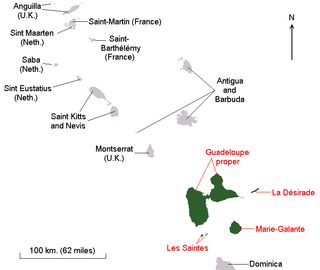 Anguilla
(U.K.)
Saint-Martin (France)
Sint Maarten
(Neth.)
Saint-
Barthélémy
(France)
N
Saba
(Neth.)
Sint Eustatius
(Neth.)
Antigua
and
Barbuda
Saint Kitts
and Nevis
Montserrat
(U.K.)
Guadeloupe
proper
La Désirade
Marie-Galante
Les Saintes
100 km. (62 miles)
Dominica